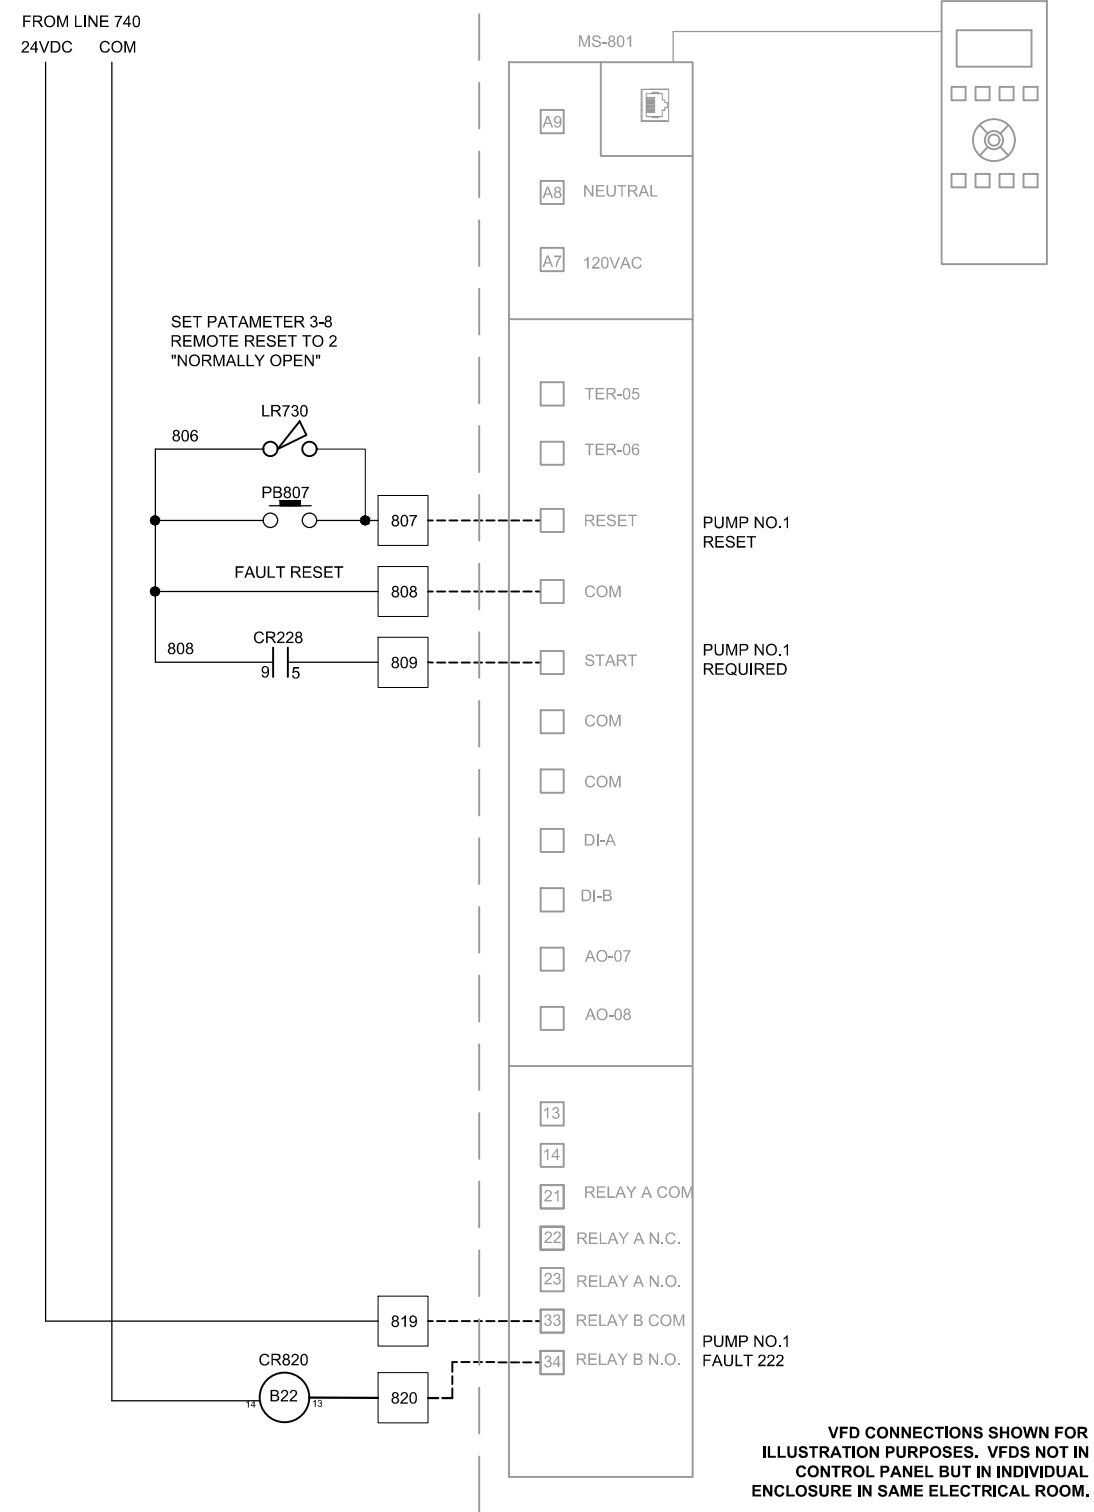 FROM LINE 740
24VDC COM
MS-801
A9
A8 NEUTRAL
A7 120VAC
SET PATAMETER 3-8
REMOTE RESET TO 2
"NORMALLY OPEN"
TER-05
LR730
806
TER-06
PB807
807 RESET
PUMP NO.1
RESET
FAULT RESET
808 COM
808
CR228
9 5
809 START
PUMP NO.1
REQUIRED
COM
COM
DI-A
DI-B
AO-07
AO-08
13
14
21 RELAY A COM
22 RELAY A N.C.
23 RELAY A N.O.
819 33 RELAY B COM
PUMP NO.1
FAULT 222
34 RELAY B N.O.
CR820
14 B22 13
820
VFD CONNECTIONS SHOWN FOR
ILLUSTRATION PURPOSES. VFDS NOT IN
CONTROL PANEL BUT IN INDIVIDUAL
ENCLOSURE IN SAME ELECTRICAL ROOM.